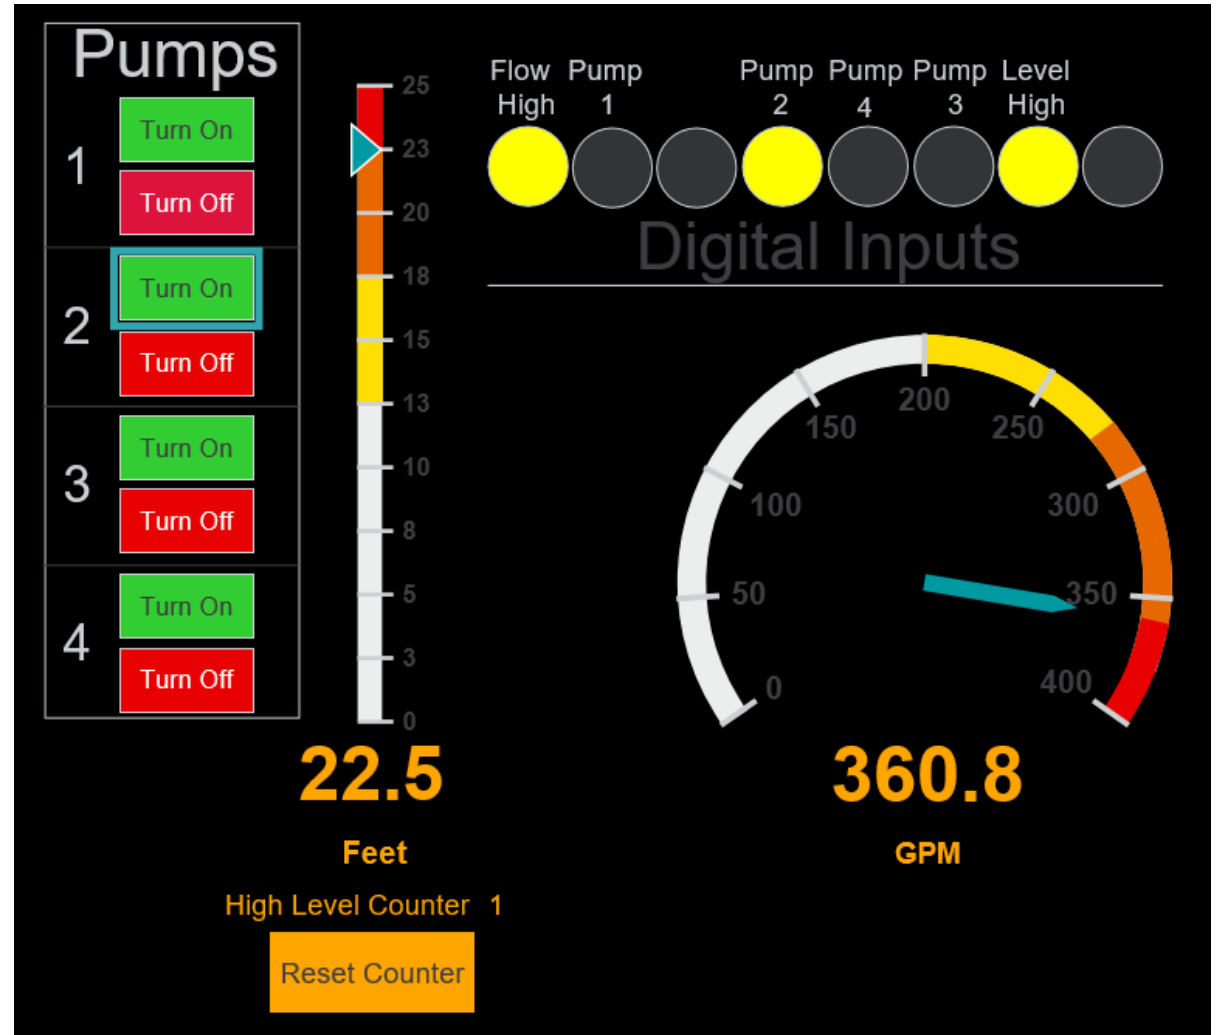 Pumps
1
Turn On
Turn Off
2
Turn On
Turn Off
3
Turn On
Turn Off
4
Turn On
Turn Off
25
23
20
18
15
13
10
8
5
3
0
22.5
Feet
High Level Counter 1
Reset Counter
Flow Pump Pump Pump Pump Level
High 1 2 4 3 High
Digital Inputs
0
50
100
150
200
250
300
350
400
360.8
GPM